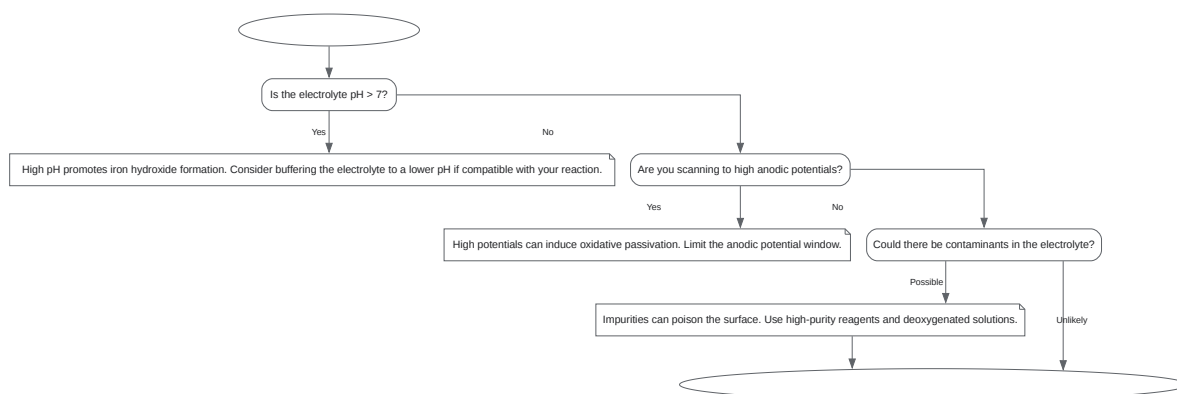 Is the electrolyte pH > 7?
Yes
No
High pH promotes iron hydroxide formation. Consider buffering the electrolyte to a lower pH if compatible with your reaction.
Are you scanning to high anodic potentials?
Yes
No
High potentials can induce oxidative passivation. Limit the anodic potential window.
Could there be contaminants in the electrolyte?
Possible
Impurities can poison the surface. Use high-purity reagents and deoxygenated solutions.
Unlikely